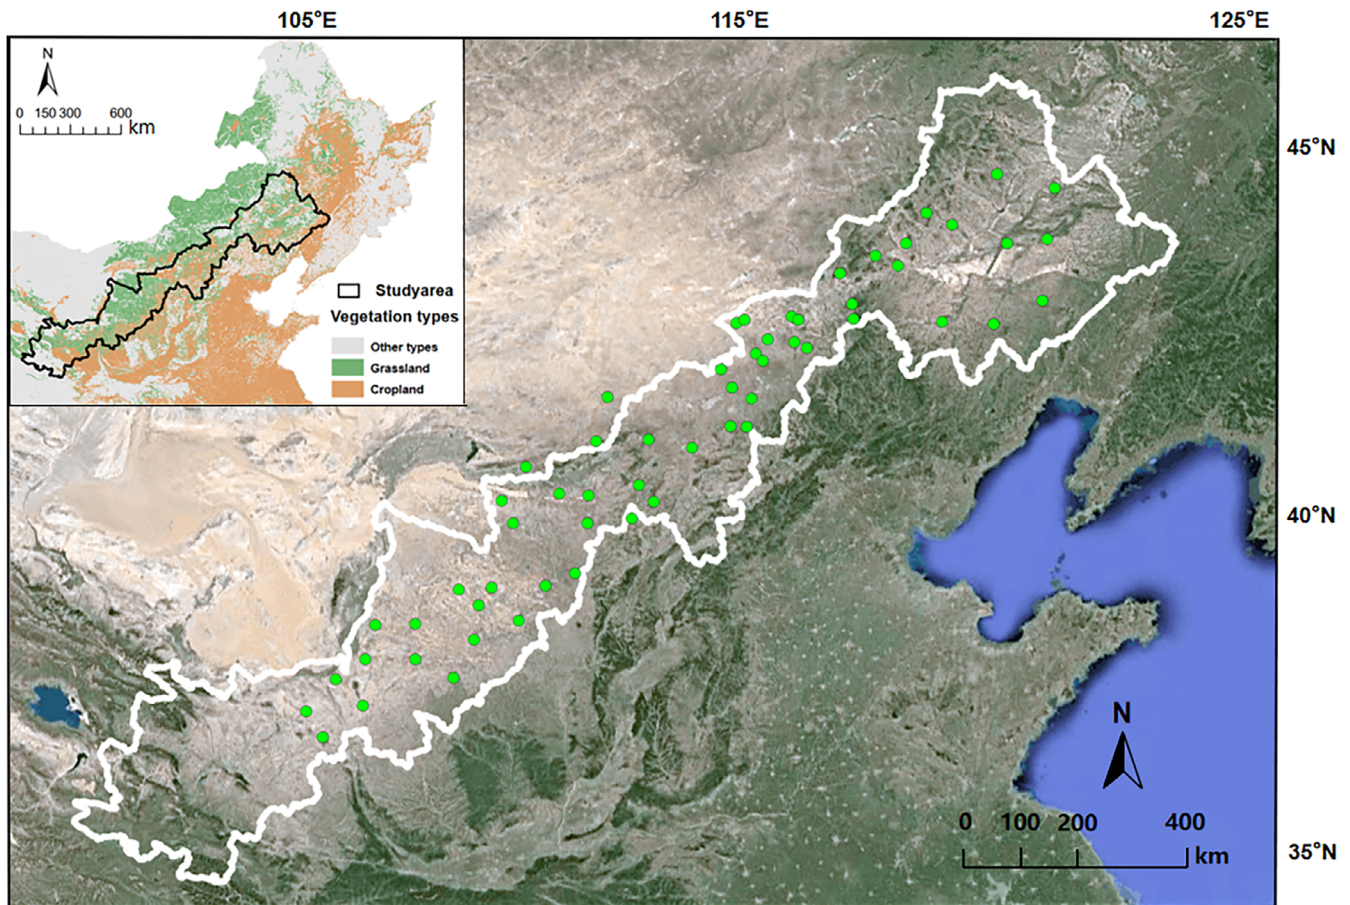 105°E 115°E 125°E
N
0 150 300 600
km
Studyarea
Vegetation types
Other types
Grassland
Cropland
45°N
40°N
35°N
N
0 100 200 400
km